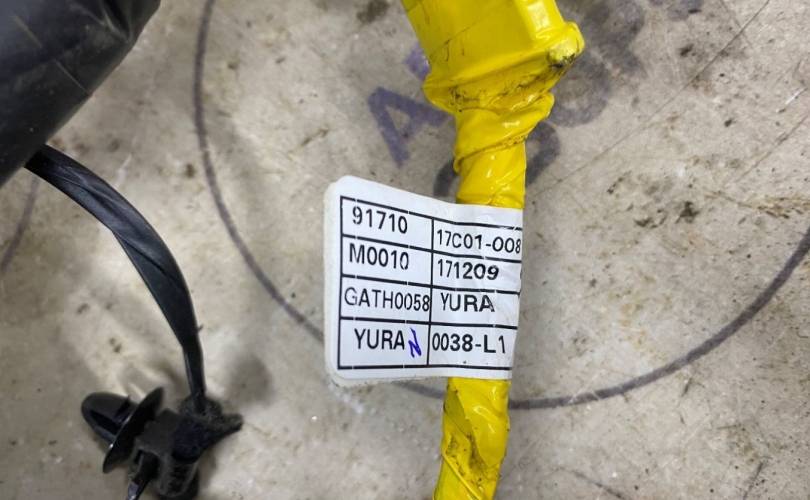 91710 17C01-008
M0010 171209
GATH0058 YURA
YURA 0038-L1